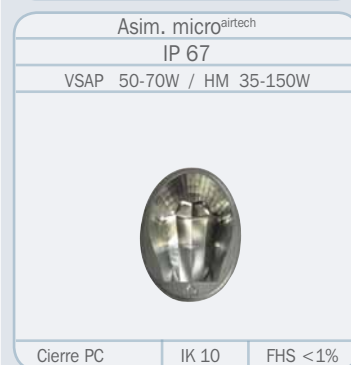 Asim. microairtech
IP 67
VSAP 50-70W / HM 35-150W
Cierre PC IK 10 FHS <1%